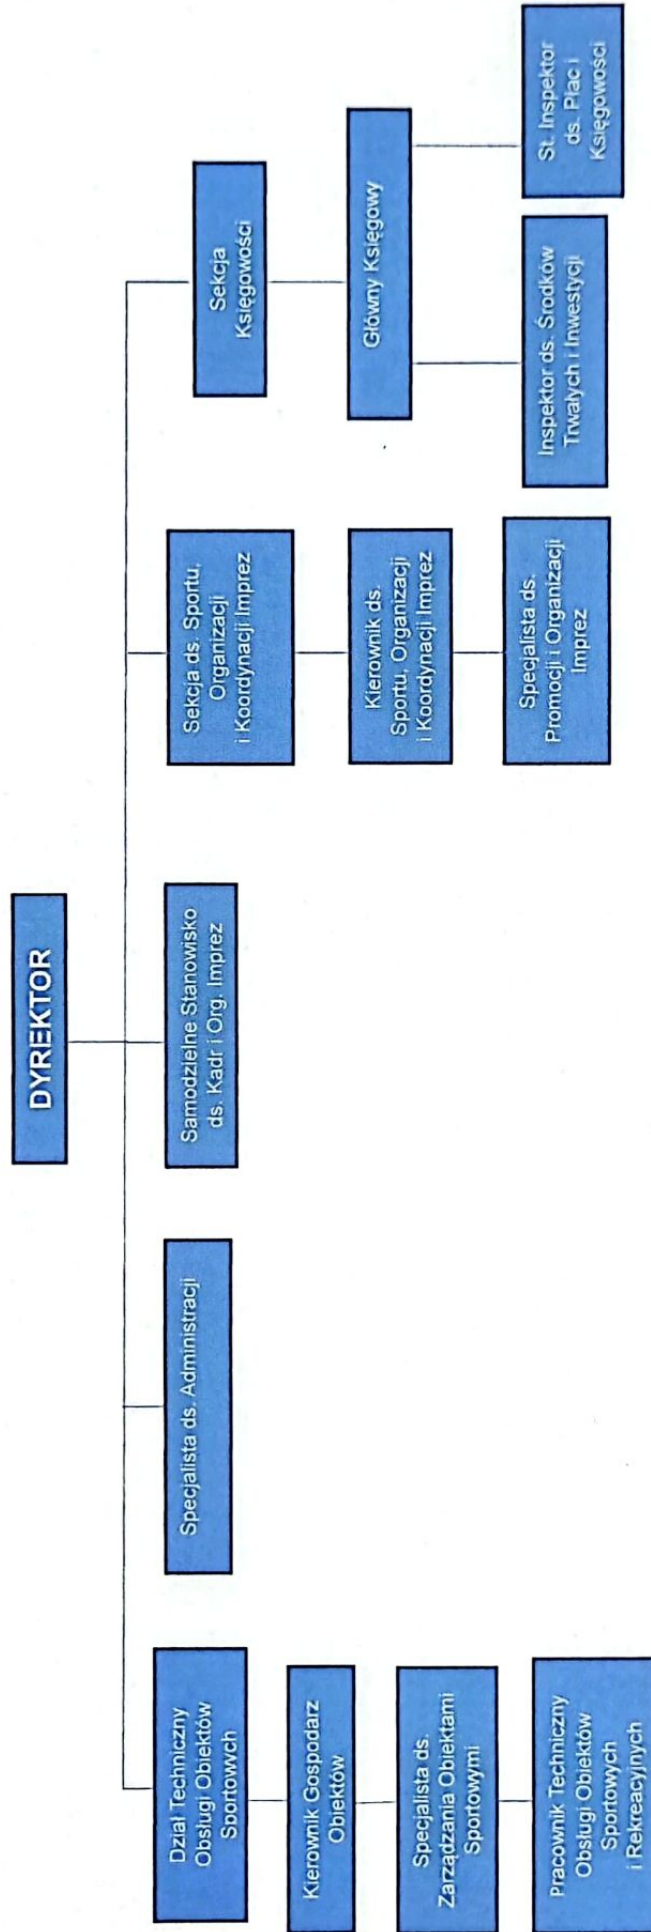 DYREKTOR
Dział Techniczny
Obsługi Obiektów
Sportowych
Kierownik Gospodarz
Obiektów
Specjalista ds.
Zarządzania Obiektami
Sportowymi
Pracownik Techniczny
Obsługi Obiektów
Sportowych
i Rekreacyjnych
Specjalista ds. Administracji
Samodzielne Stanowisko
ds. Kadr i Org. Imprez
Sekcja ds. Sportu,
Organizacji
i Koordynacji Imprez
Kierownik ds.
Sportu, Organizacji
i Koordynacji Imprez
Specjalista ds.
Promocji i Organizacji
Imprez
Sekcja
Księgowości
Główny Księgowy
Inspektor ds. Środków
Trwałych i Inwestycji
St. Inspektor
ds. Płac i
Księgowości